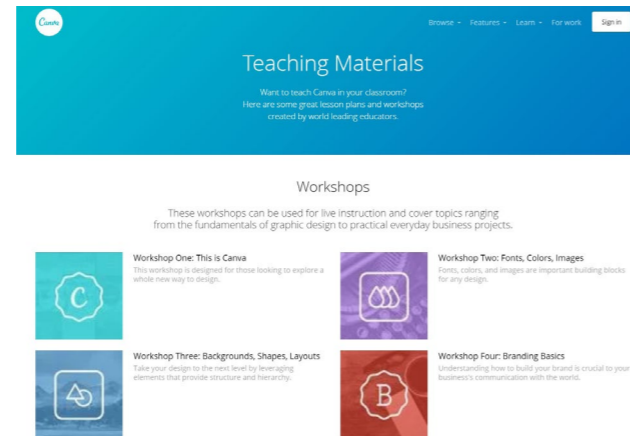 Canva
Browse Features Learn For work Sign in
Teaching Materials
Want to teach Canva in your classroom?
Here are some great lesson plans and workshops
created by world leading educators.
Workshops
These workshops can be used for live instruction and cover topics ranging
from the fundamentals of graphic design to practical everyday business projects.
C
Workshop One: This is Canva
This workshop is designed for those looking to explore a
whole new way to design.
Workshop Two: Fonts, Colors, Images
Fonts, colors, and images are important building blocks
for any design.
Workshop Three: Backgrounds, Shapes, Layouts
Take your design to the next level by leveraging
elements that provide structure and hierarchy.
B
Workshop Four: Branding Basics
Understanding how to build your brand is crucial to your
business's communication with the world.